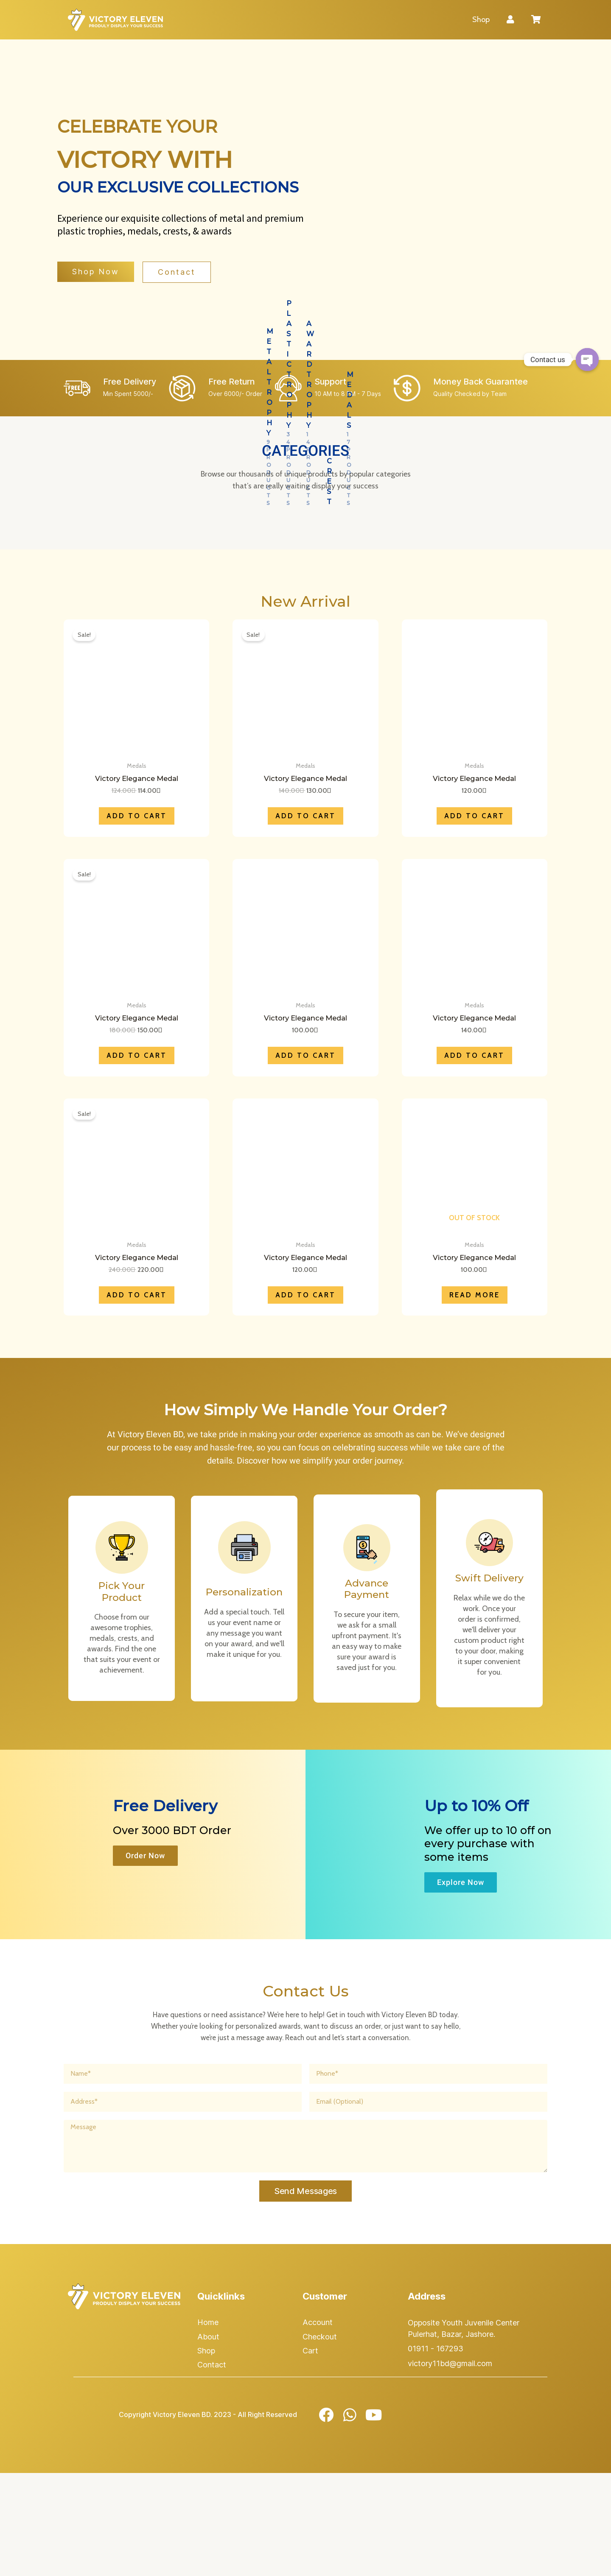 VICTORY ELEVEN
PRODULY DISPLAY YOUR SUCCESS
Shop
CELEBRATE YOUR
VICTORY WITH
OUR EXCLUSIVE COLLECTIONS
Experience our exquisite collections of metal and premium
plastic trophies, medals, crests, & awards
Shop Now
Contact
Contact us
Free Delivery
Min Spent 5000/-
Free Return
Over 6000/- Order
Support
10 AM to
- 7 Days
Money Back Guarantee
Quality Checked by Team
METAL TROPHY
PLASTIC TROPHY
AWARD TROPHY
CREST
MEDALS
CATEGORIES
Browse our thousands of unique products by popular categories
that's are really waiting display your success
New Arrival
Sale!
Medals
Victory Elegance Medal
124.00 114.00
ADD TO CART
Sale!
Medals
Victory Elegance Medal
140.00 130.00
ADD TO CART
Medals
Victory Elegance Medal
120.00
ADD TO CART
Sale!
Medals
Victory Elegance Medal
180.00 150.00
ADD TO CART
Medals
Victory Elegance Medal
100.00
ADD TO CART
Medals
Victory Elegance Medal
140.00
ADD TO CART
Sale!
Medals
Victory Elegance Medal
240.00 220.00
ADD TO CART
Medals
Victory Elegance Medal
120.00
ADD TO CART
OUT OF STOCK
Medals
Victory Elegance Medal
100.00
READ MORE
How Simply We Handle Your Order?
At Victory Eleven BD, we take pride in making your order experience as smooth as can be. We've designed
our process to be easy and hassle-free, so you can focus on celebrating success while we take care of the
details. Discover how we simplify your order journey.
Pick Your
Product
Choose from our
awesome trophies,
medals, crests, and
awards. Find the one
that suits your event or
achievement.
Personalization
Add a special touch. Tell
us your event name or
any message you want
on your award, and we'll
make it unique for you.
Advance
Payment
To secure your item,
we ask for a small
upfront payment. It's
an easy way to make
sure your award is
saved just for you.
Swift Delivery
Relax while we do the
work. Once your
order is confirmed,
we'll deliver your
custom product right
to your door, making
it super convenient
for you.
Free Delivery
Over 3000 BDT Order
Order Now
Up to 10% Off
We offer up to 10 off on
every purchase with
some items
Explore Now
Contact Us
Have questions or need assistance? We're here to help! Get in touch with Victory Eleven BD today.
Whether you're looking for personalized awards, want to discuss an order, or just want to say hello,
we're just a message away. Reach out and let's start a conversation.
Name*
Phone*
Address*
Email (Optional)
Message
Send Messages
VICTORY ELEVEN
PRODULY DISPLAY YOUR SUCCESS
Quicklinks
Home
About
Shop
Contact
Customer
Account
Checkout
Cart
Address
Opposite Youth Juvenile Center
Pulerhat, Bazar, Jashore.
01911 - 167293
victory11bd@gmail.com
Copyright Victory Eleven BD. 2023 - All Right Reserved